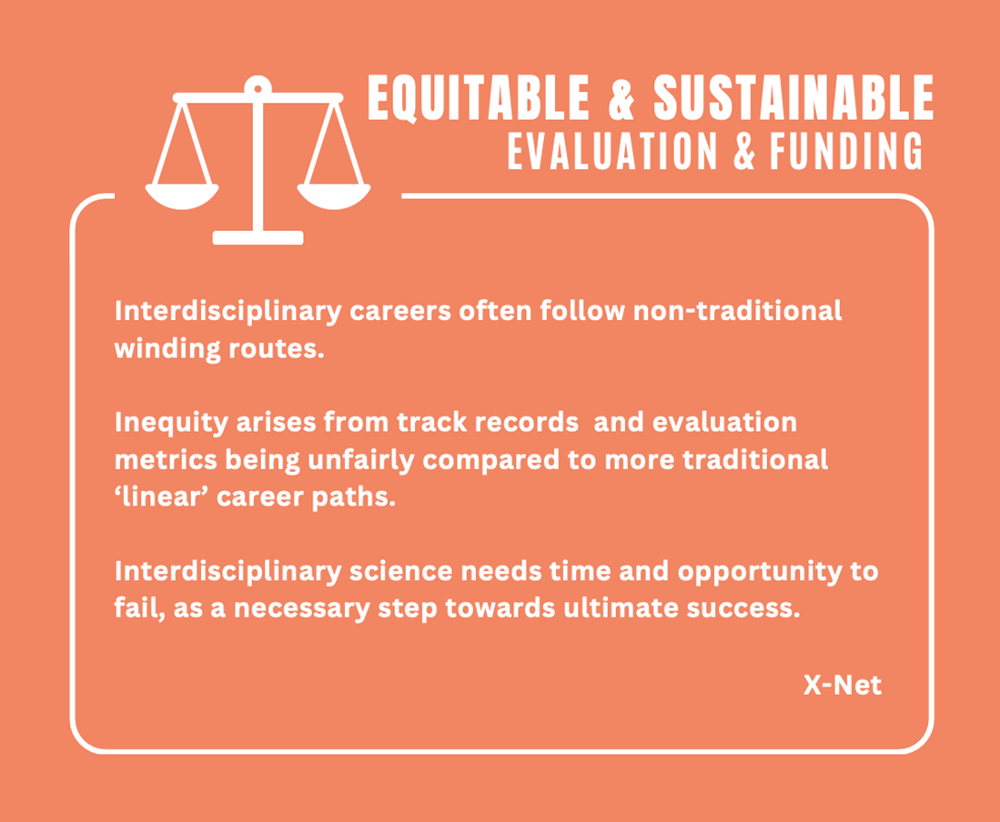 EQUITABLE & SUSTAINABLE
EVALUATION & FUNDING
Interdisciplinary careers often follow non-traditional
winding routes.
Inequity arises from track records  and evaluation
metrics being unfairly compared to more traditional
‘linear’ career paths.
Interdisciplinary science needs time and opportunity to
fail, as a necessary step towards ultimate success.
X-Net